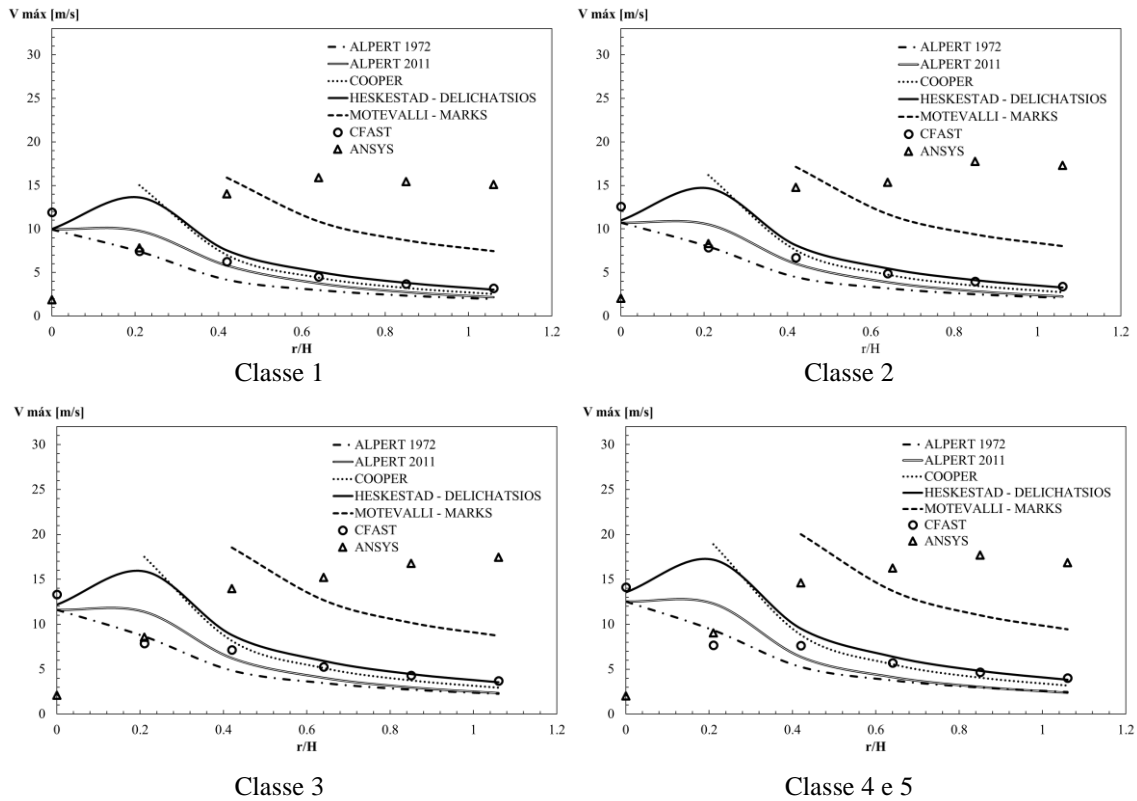 V máx [m/s]
30
25
20
15
10
5
0
0
0.2
0.4
0.6
0.8
1
1.2
r/H
ALPERT 1972
ALPERT 2011
COOPER
HESKESTAD - DELICHATSIOS
MOTEVALLI - MARKS
CFAST
ANSYS
Classe 1
V máx [m/s]
30
25
20
15
10
5
0
0
0.2
0.4
0.6
0.8
1
1.2
r/H
ALPERT 1972
ALPERT 2011
COOPER
HESKESTAD - DELICHATSIOS
MOTEVALLI - MARKS
CFAST
ANSYS
Classe 2
V máx [m/s]
30
25
20
15
10
5
0
0
0.2
0.4
0.6
0.8
1
1.2
r/H
ALPERT 1972
ALPERT 2011
COOPER
HESKESTAD - DELICHATSIOS
MOTEVALLI - MARKS
CFAST
ANSYS
Classe 3
V máx [m/s]
30
25
20
15
10
5
0
0
0.2
0.4
0.6
0.8
1
1.2
r/H
ALPERT 1972
ALPERT 2011
COOPER
HESKESTAD - DELICHATSIOS
MOTEVALLI - MARKS
CFAST
ANSYS
Classe 4 e 5